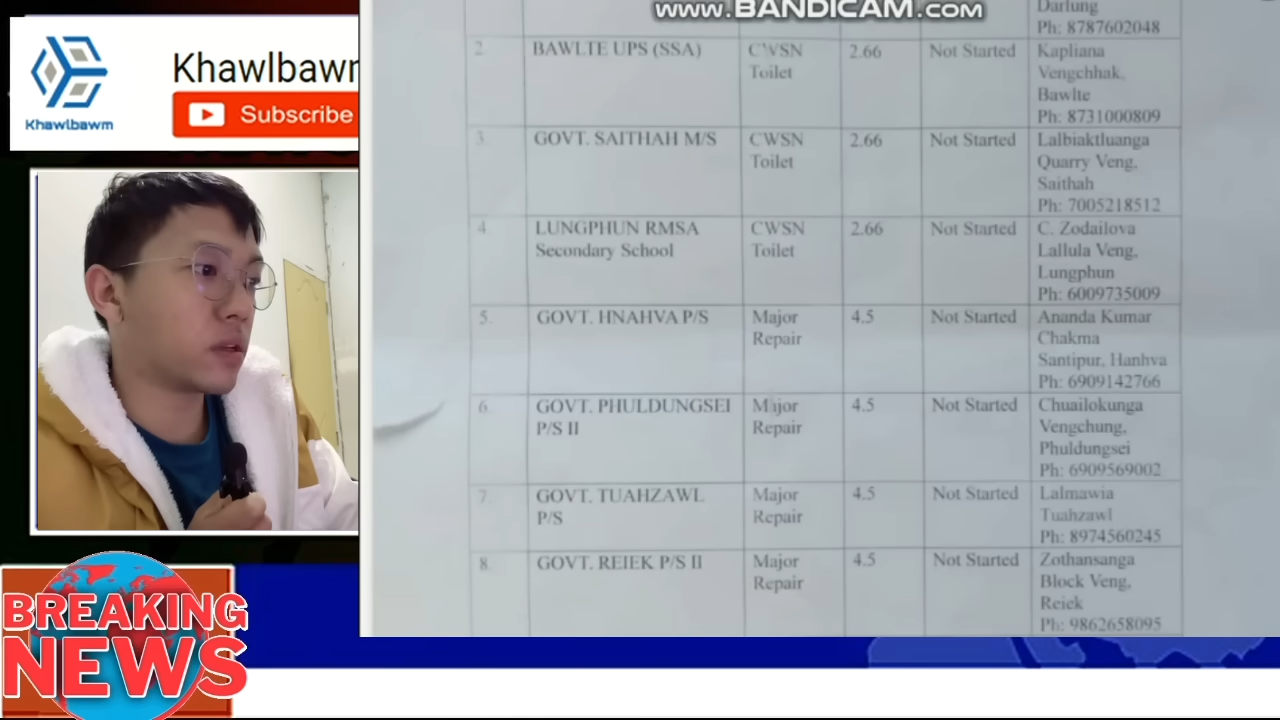 www.BANDICAM.com
Khawlbawm
Khawlbawm
Subscribe
Darlung
Ph: 8787602048
2. BAWLTE UPS (SSA) CWSN Toilet 2.66 Not Started Kapliana Vengchhak, Bawlte Ph: 8731000809
3. GOVT. SAITHAH M/S CWSN Toilet 2.66 Not Started Lalbiaktluanga Quarry Veng, Saithah Ph: 7005218512
4. LUNGPHUN RMSA Secondary School CWSN Toilet 2.66 Not Started C. Zodailova Lallula Veng, Lungphun Ph: 6009735009
5. GOVT. HNAHVA P/S Major Repair 4.5 Not Started Ananda Kumar Chakma Santipur, Hanhva Ph: 6909142766
6. GOVT. PHULDUNGSEI P/S II Major Repair 4.5 Not Started Chuailokunga Vengchung, Phuldungsei Ph: 6909569002
7. GOVT. TUAHZAWL P/S Major Repair 4.5 Not Started Lalmawia Tuahzawl Ph: 8974560245
8. GOVT. REIEK P/S II Major Repair 4.5 Not Started Zothansanga Block Veng, Reiek Ph: 9862658095
BREAKING
NEWS